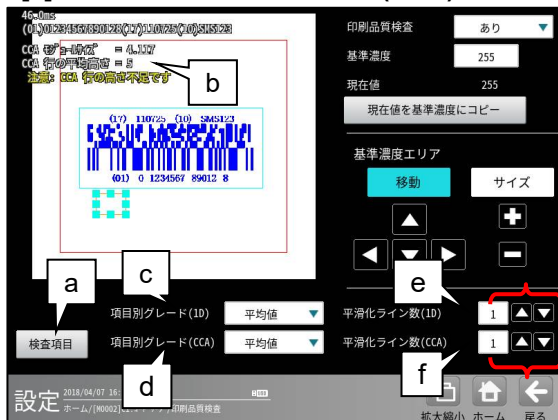 46.0ms
(01)01234567890128(17)110725(10)SMS123
CCA ﾓｼﾞｭｰﾙｻｲｽﾞ = 4.117
CCA 行の平均高さ = 5
注意: CCA 行の高さ不足です
b
(17) 110725 (10) SMS123
(01) 0 1234567 89012 8
印刷品質検査 あり
基準濃度 255
現在値 255
現在値を基準濃度にコピー
基準濃度エリア
移動 サイズ
a
c
e
項目別グレード(1D) 平均値
平滑化ライン数(1D) 1
検査項目
項目別グレード(CCA) 平均値
平滑化ライン数(CCA) 1
d
f
設定
2018/04/07 16:
ホーム/[M0002]
印刷品質検査
拡大縮小 ホーム 戻る